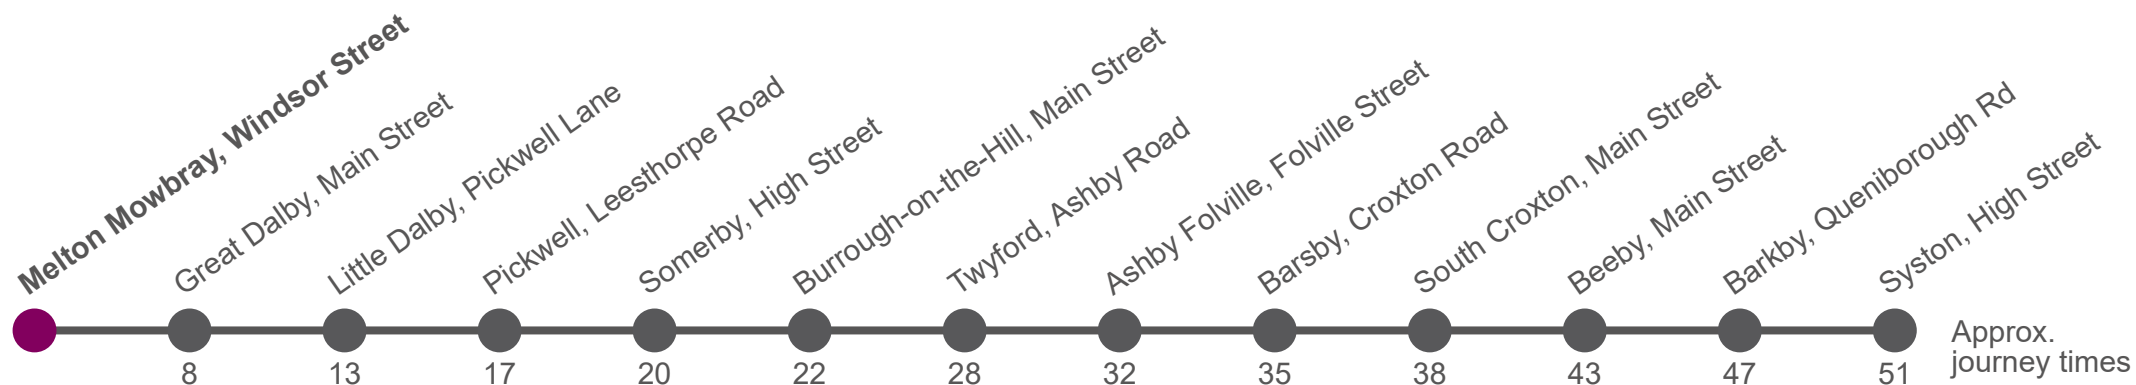 Melton Mowbray, Windsor Street
Great Dalby, Main Street
Little Dalby, Pickwell Lane
Pickwell, Leesthorpe Road
Somerby, High Street
Burrough-on-the-Hill, Main Street
Twyford, Ashby Road
Ashby Folville, Folville Street
Barsby, Croxton Road
South Croxton, Main Street
Beeby, Main Street
Barkby, Queniborough Rd
Syston, High Street
8 13 17 20 22 28 32 35 38 43 47 51
Approx.
journey times